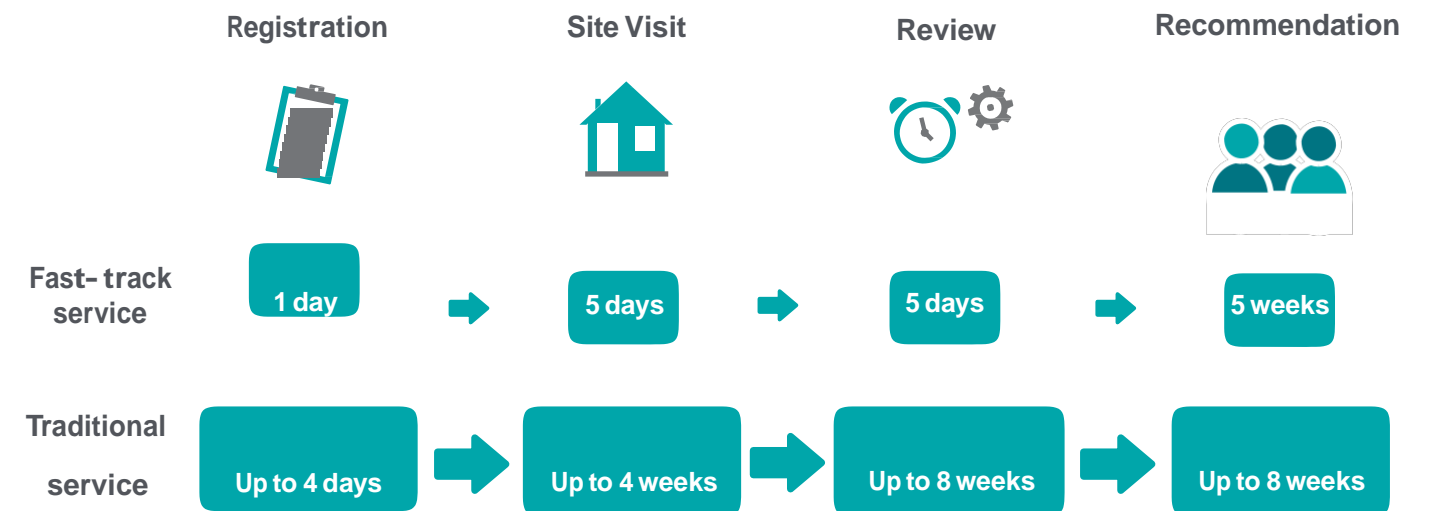 Registration
Site Visit
Review
Recommendation
Fast- track
service
1 day
5 days
5 days
5 weeks
Traditional
service
Up to 4 days
Up to 4 weeks
Up to 8 weeks
Up to 8 weeks